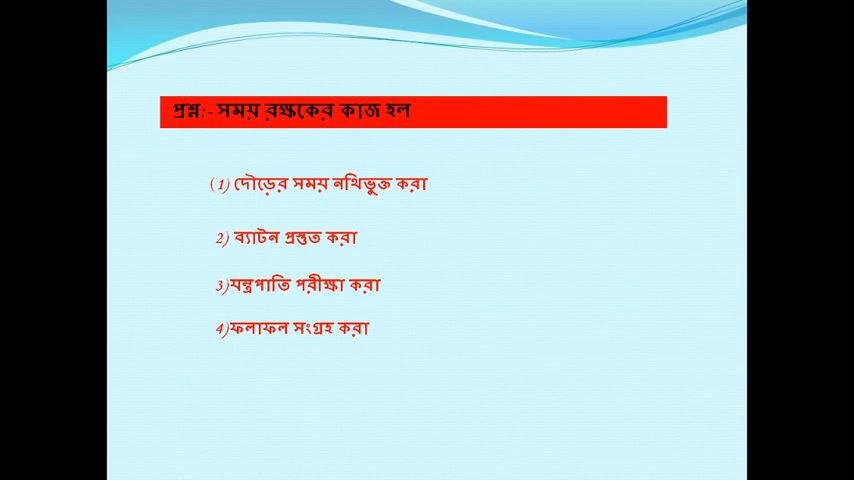 প্রশ্ন:- সময় রক্ষকের কাজ হল
(1) দৌড়ের সময় নথিভুক্ত করা
2) ব্যাটন প্রস্তুত করা
3)যন্ত্রপাতি পরীক্ষা করা
4)ফলাফল সংগ্রহ করা